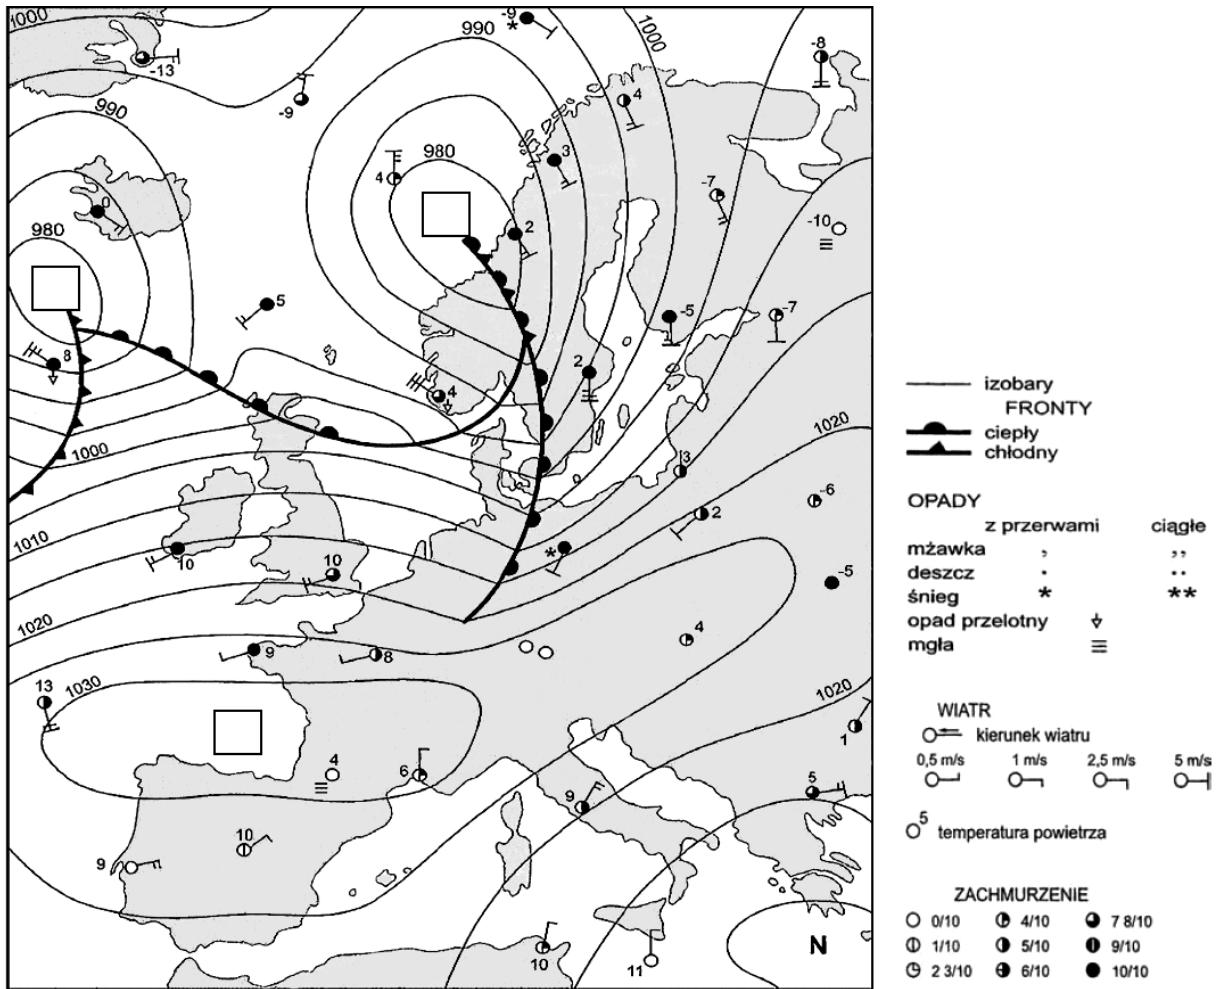 1000
-9
*
990
1000
-8
-13
-9
4
990
980
3
4
-7
0
2
-10
980
5
-5
-7
8
2
4
1020
1000
3
-6
2
1010
*
10
10
-5
1020
4
9
8
13
1030
1020
4
1
6
5
9
10
9
N
10
11
izobary
FRONTY
ciepły
chłodny
OPADY
z przerwami ciągłe
mżawka , ,,
deszcz . ..
śnieg * **
opad przelotny
mgła
WIATR
kierunek wiatru
0,5 m/s 1 m/s 2,5 m/s 5 m/s
5 temperatura powietrza
ZACHMURZENIE
0/10 4/10 7 8/10
1/10 5/10 9/10
2 3/10 6/10 10/10